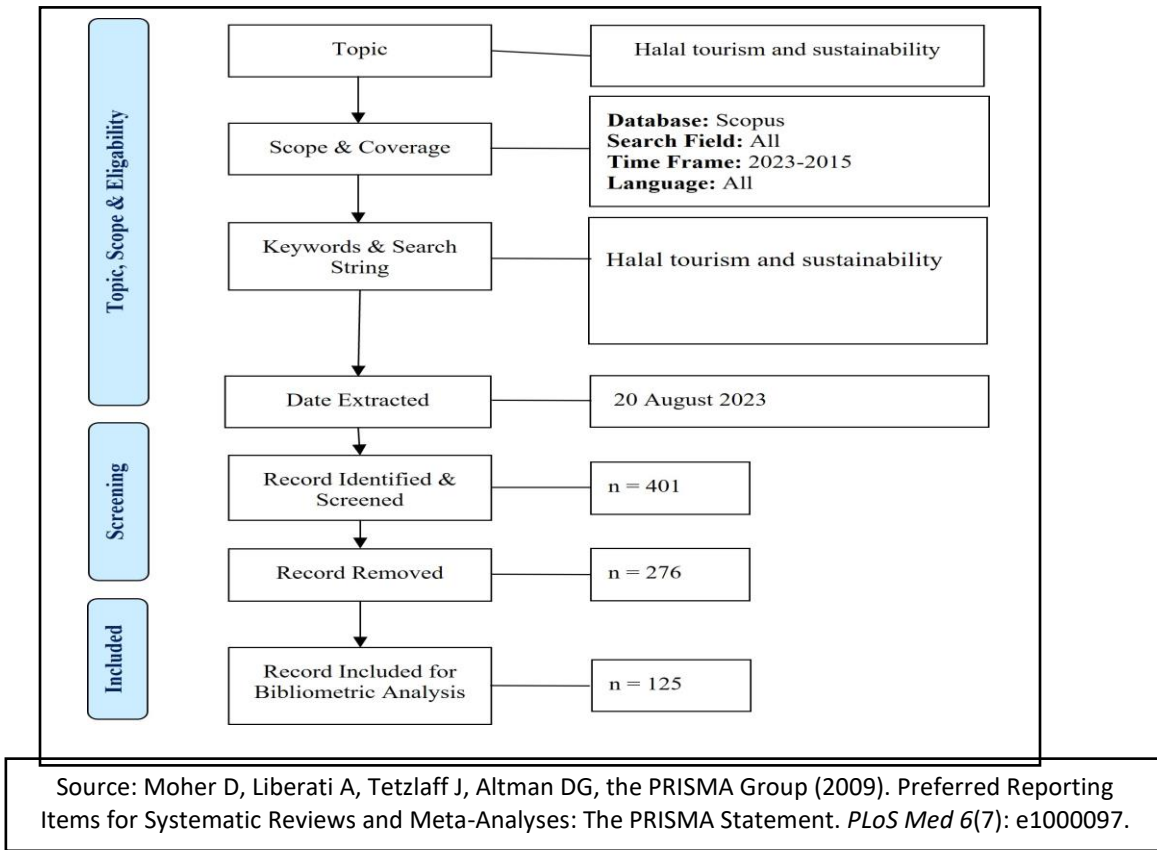 Topic, Scope & Eligability
Topic
Halal tourism and sustainability
Scope & Coverage
Database: Scopus
Search Field: All
Time Frame: 2023-2015
Language: All
Keywords & Search
String
Halal tourism and sustainability
Date Extracted
20 August 2023
Screening
Record Identified &
Screened
n = 401
Record Removed
n = 276
Included
Record Included for
Bibliometric Analysis
n = 125
Source: Moher D, Liberati A, Tetzlaff J, Altman DG, the PRISMA Group (2009). Preferred Reporting
Items for Systematic Reviews and Meta-Analyses: The PRISMA Statement. PLoS Med 6(7): e1000097.